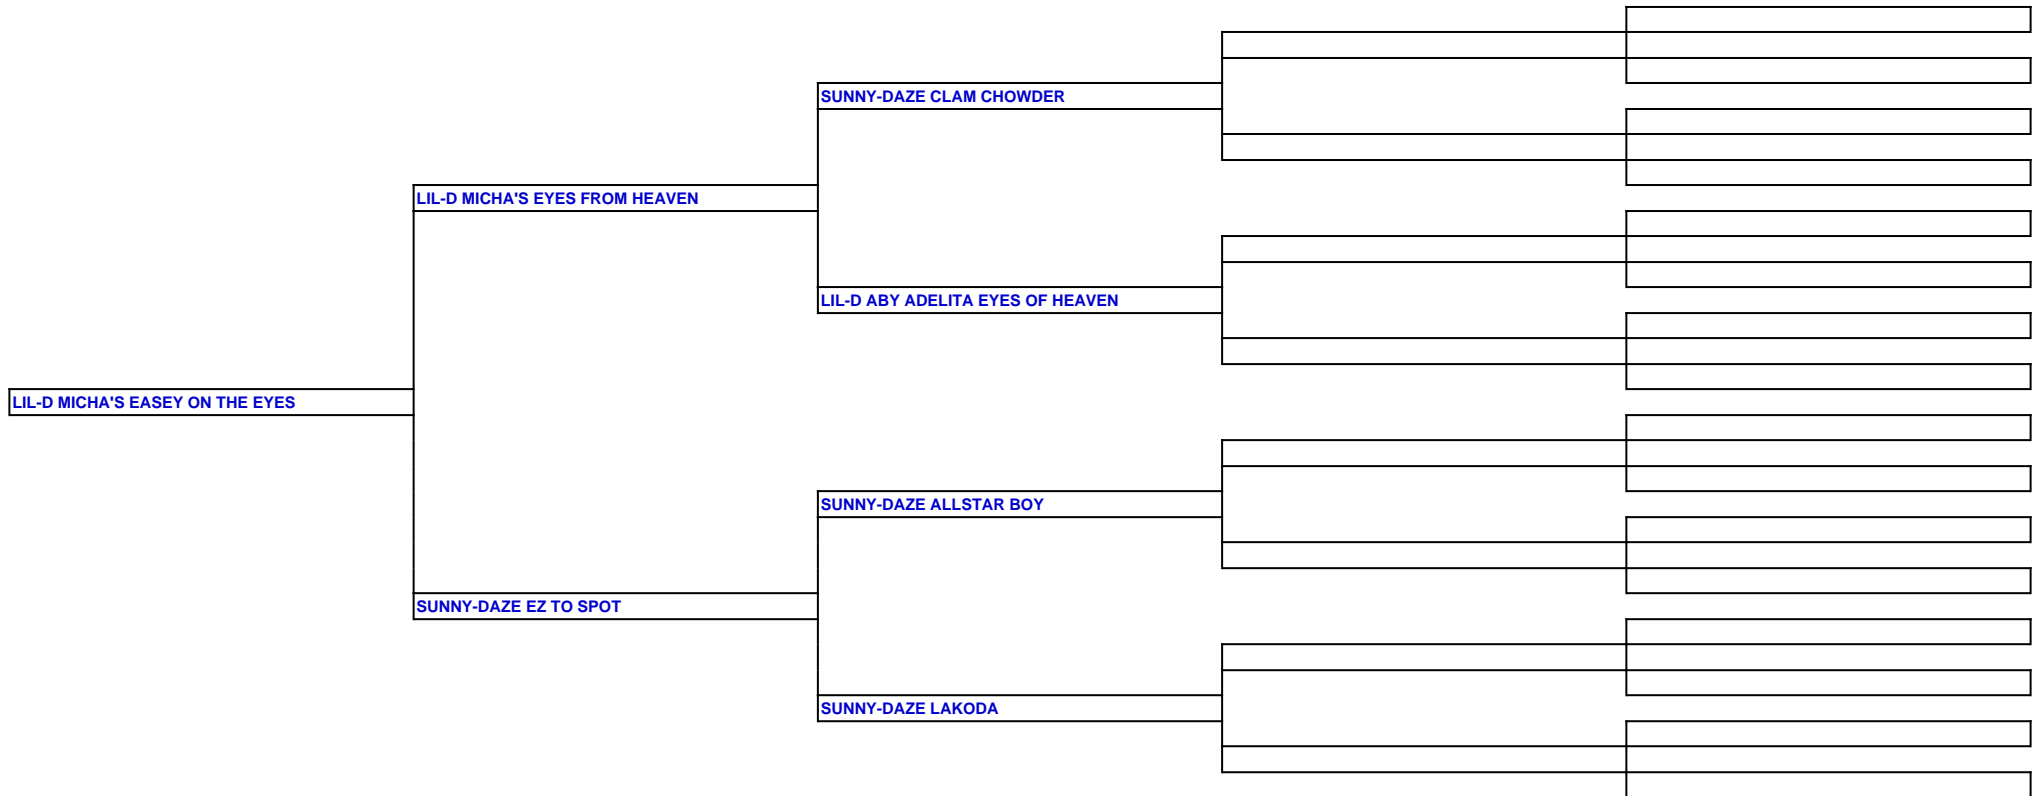 SUNNY-DAZE CLAM CHOWDER
LIL-D MICHA'S EYES FROM HEAVEN
LIL-D ABY ADELITA EYES OF HEAVEN
LIL-D MICHA'S EASEY ON THE EYES
SUNNY-DAZE ALLSTAR BOY
SUNNY-DAZE EZ TO SPOT
SUNNY-DAZE LAKODA